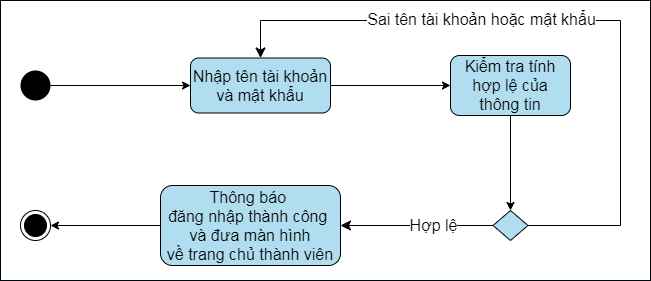 Sai tên tài khoản hoặc mật khẩu
Nhập tên tài khoản
và mật khẩu
Kiểm tra tính
hợp lệ của
thông tin
Hợp lệ
Thông báo
đăng nhập thành công
và đưa màn hình
về trang chủ thành viên